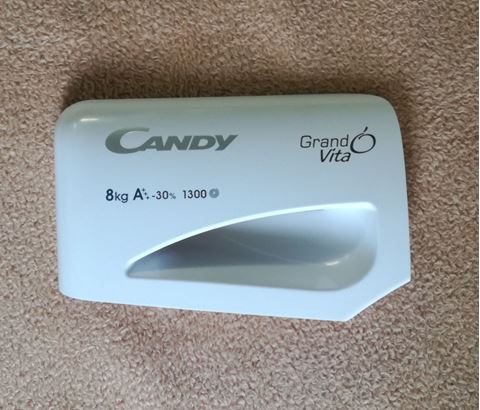 CANDY
Grand Vita
8kg A+++ -30% 1300